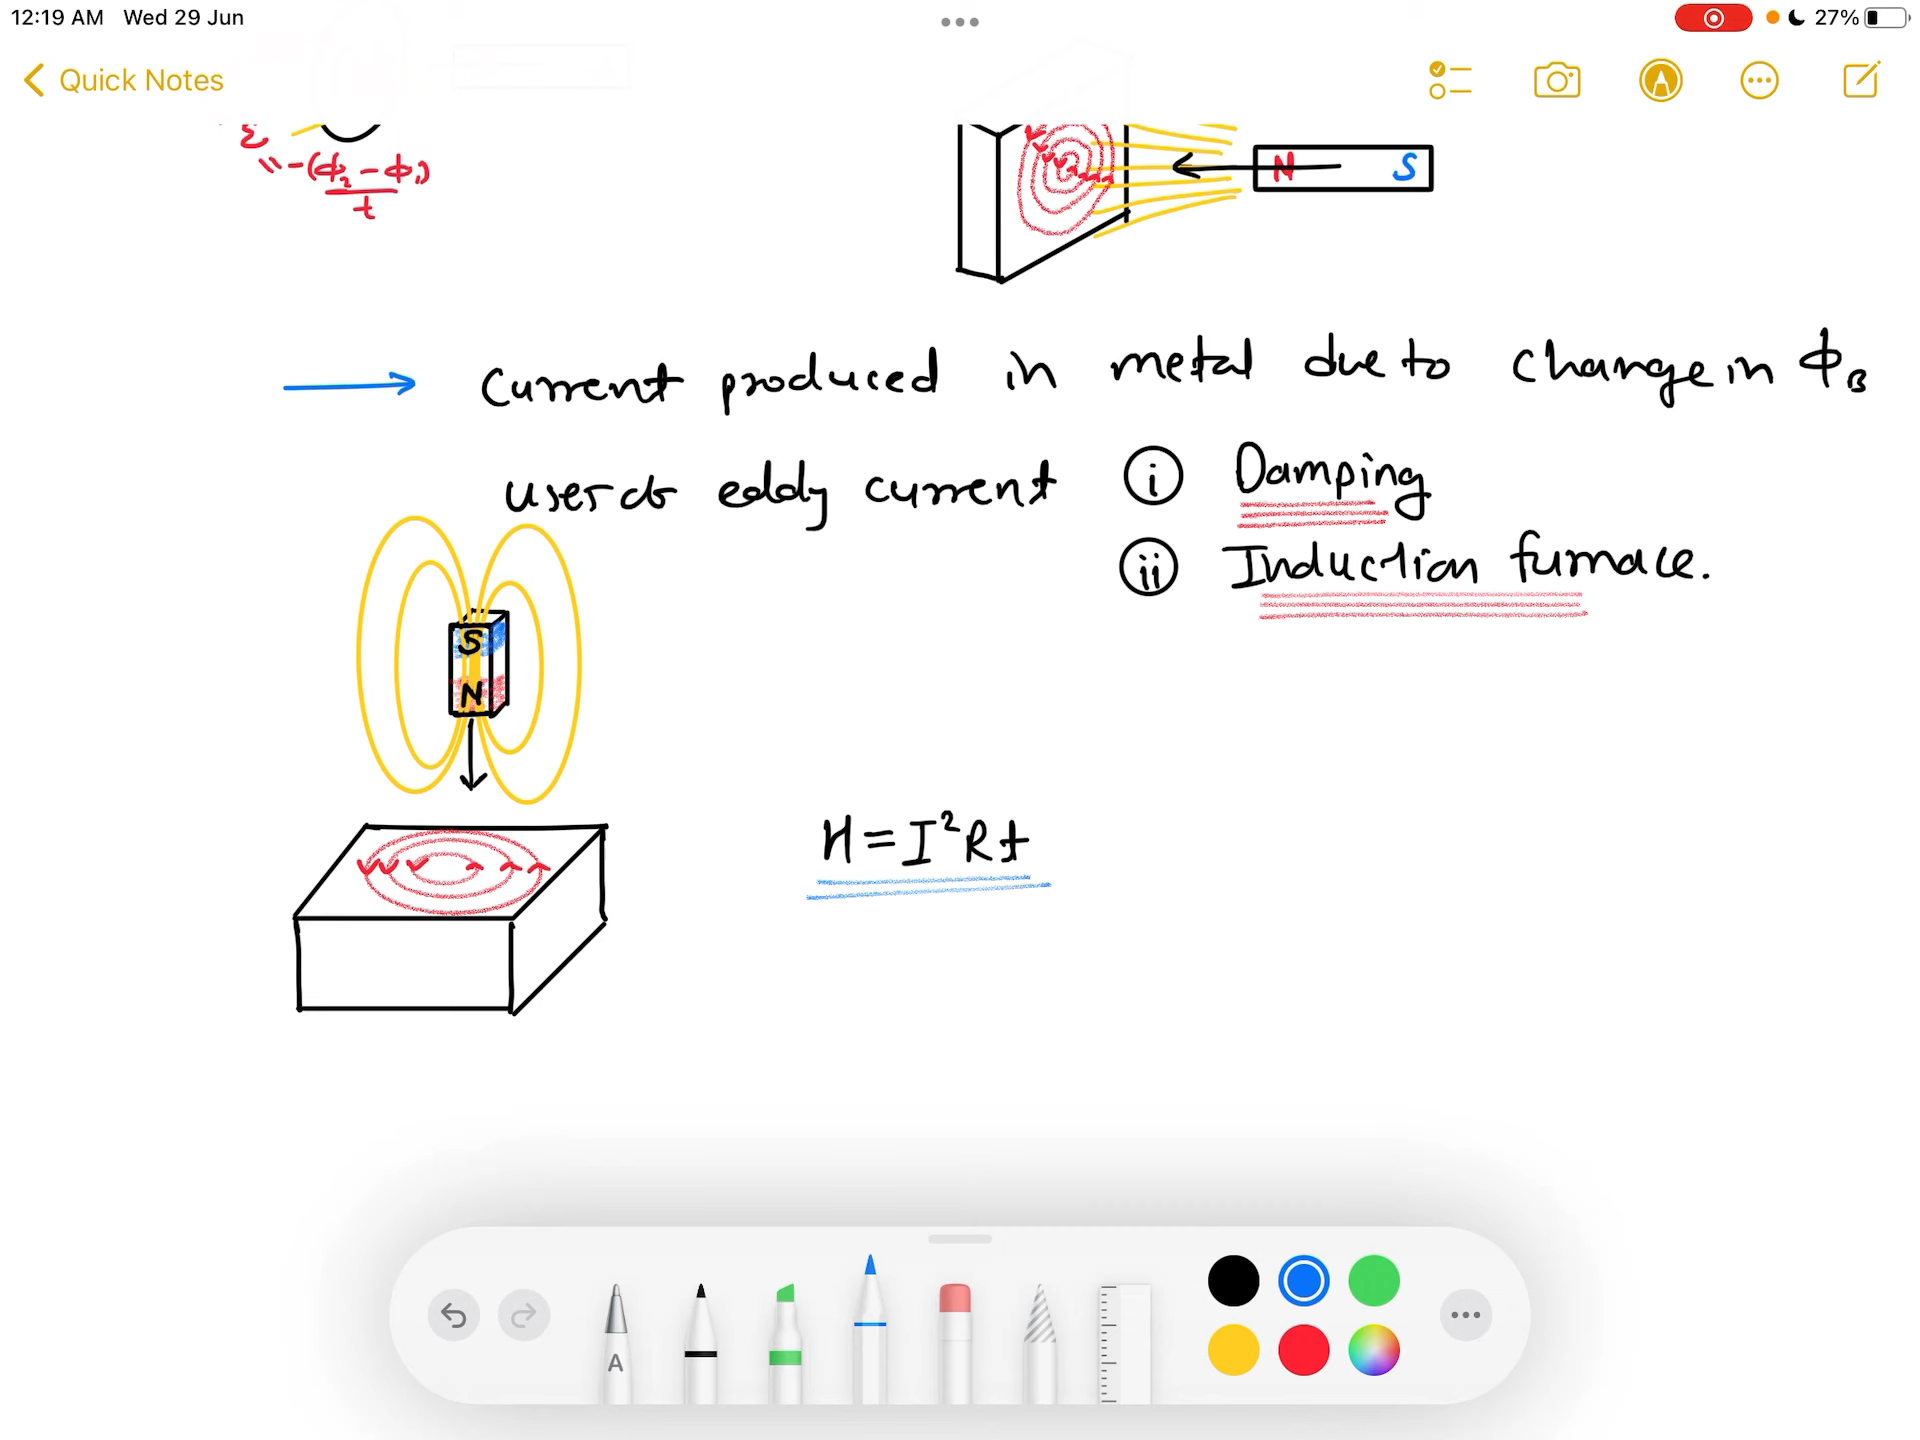 12:19 AM Wed 29 Jun
27%
Quick Notes
ε = -(ϕ₂ - ϕ₁)
t
N S
Current produced in metal due to change in ϕB
uses of eddy current (i) Damping
(ii) Induction furnace.
S
N
H = I²Rt
A